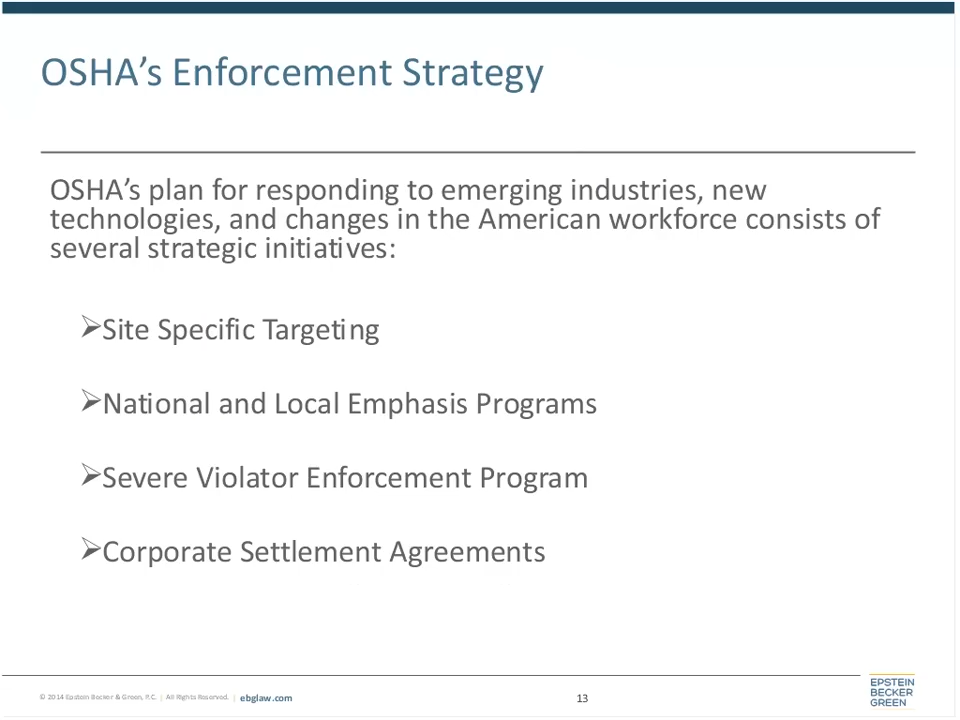 OSHA’s Enforcement Strategy
OSHA’s plan for responding to emerging industries, new
technologies, and changes in the American workforce consists of
several strategic initiatives:
➢Site Specific Targeting
➢National and Local Emphasis Programs
➢Severe Violator Enforcement Program
➢Corporate Settlement Agreements
© 2014 Epstein Becker & Green, P.C. | All Rights Reserved. | ebglaw.com
13
EPSTEIN
BECKER
GREEN